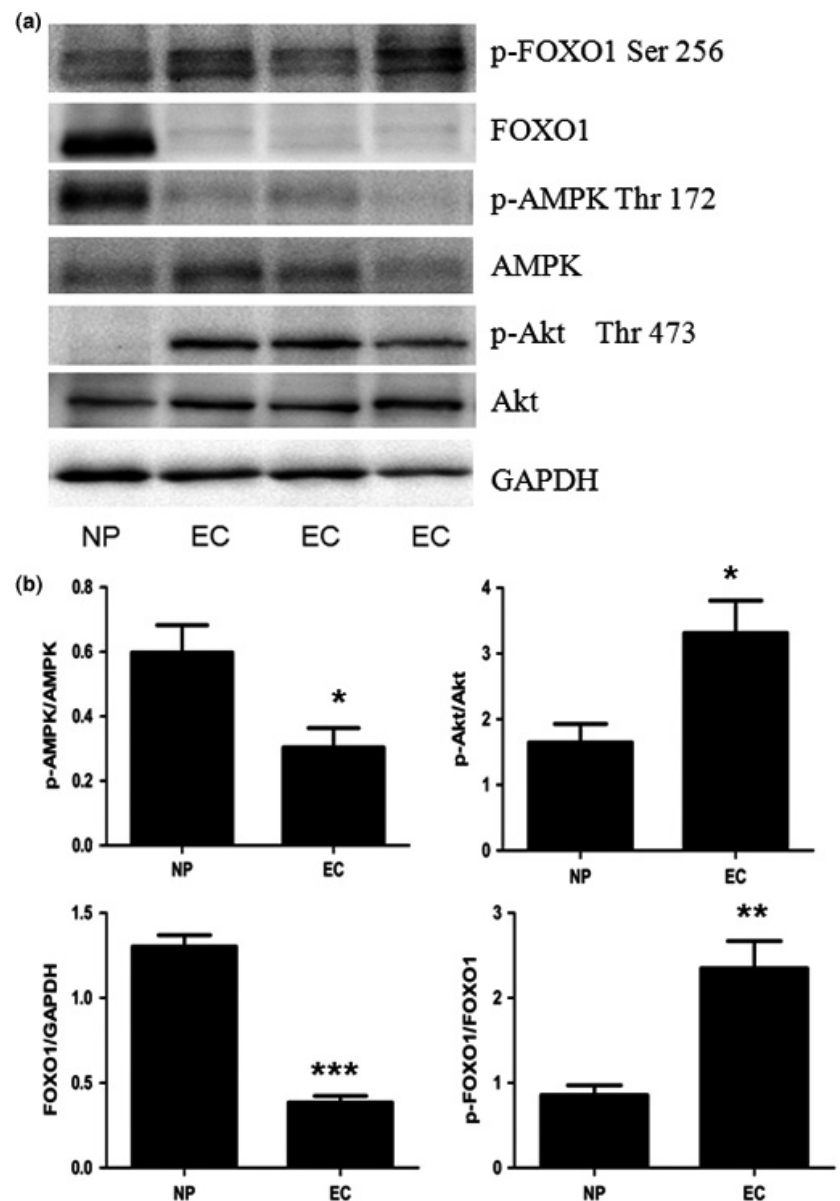 (a)
p-FOXO1 Ser 256
FOXO1
p-AMPK Thr 172
AMPK
p-Akt Thr 473
Akt
GAPDH
NP EC EC EC
(b)
p-AMPK/AMPK
0.8
0.6
0.4
0.2
0.0
*
NP EC
p-Akt/Akt
4
3
2
1
0
*
NP EC
FOXO1/GAPDH
1.5
1.0
0.5
0.0
***
NP EC
p-FOXO1/FOXO1
3
2
1
0
**
NP EC